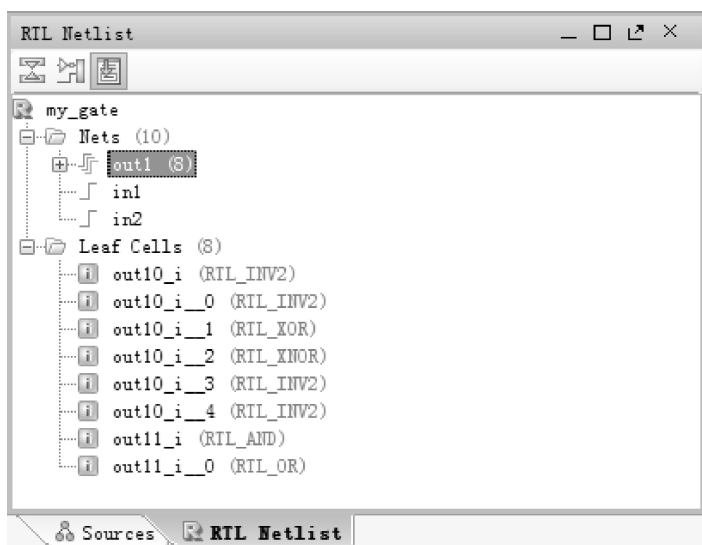 RTL Netlist
my_gate
Nets (10)
out1 (8)
in1
in2
Leaf Cells (8)
out10_i (RTL_INV2)
out10_i__0 (RTL_INV2)
out10_i__1 (RTL_XOR)
out10_i__2 (RTL_XNOR)
out10_i__3 (RTL_INV2)
out10_i__4 (RTL_INV2)
out11_i (RTL_AND)
out11_i__0 (RTL_OR)
Sources RTL Netlist